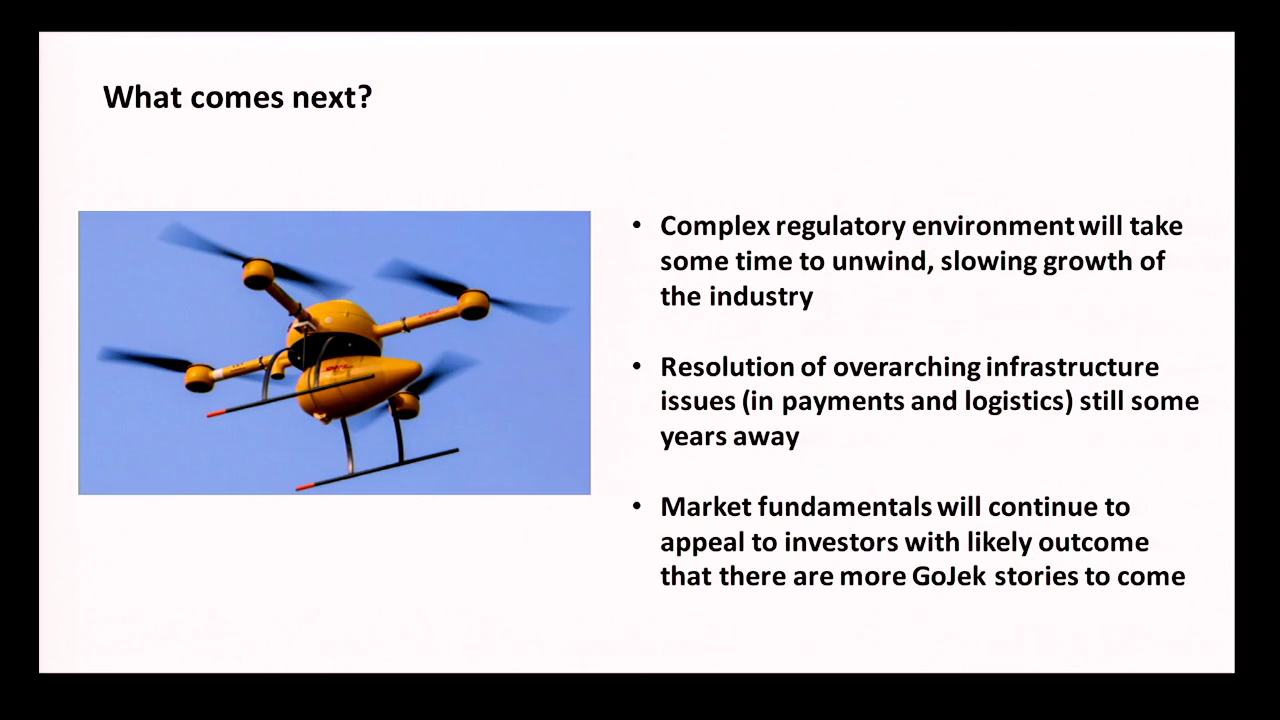 What comes next?
• Complex regulatory environment will take
some time to unwind, slowing growth of
the industry
• Resolution of overarching infrastructure
issues (in payments and logistics) still some
years away
• Market fundamentals will continue to
appeal to investors with likely outcome
that there are more GoJek stories to come